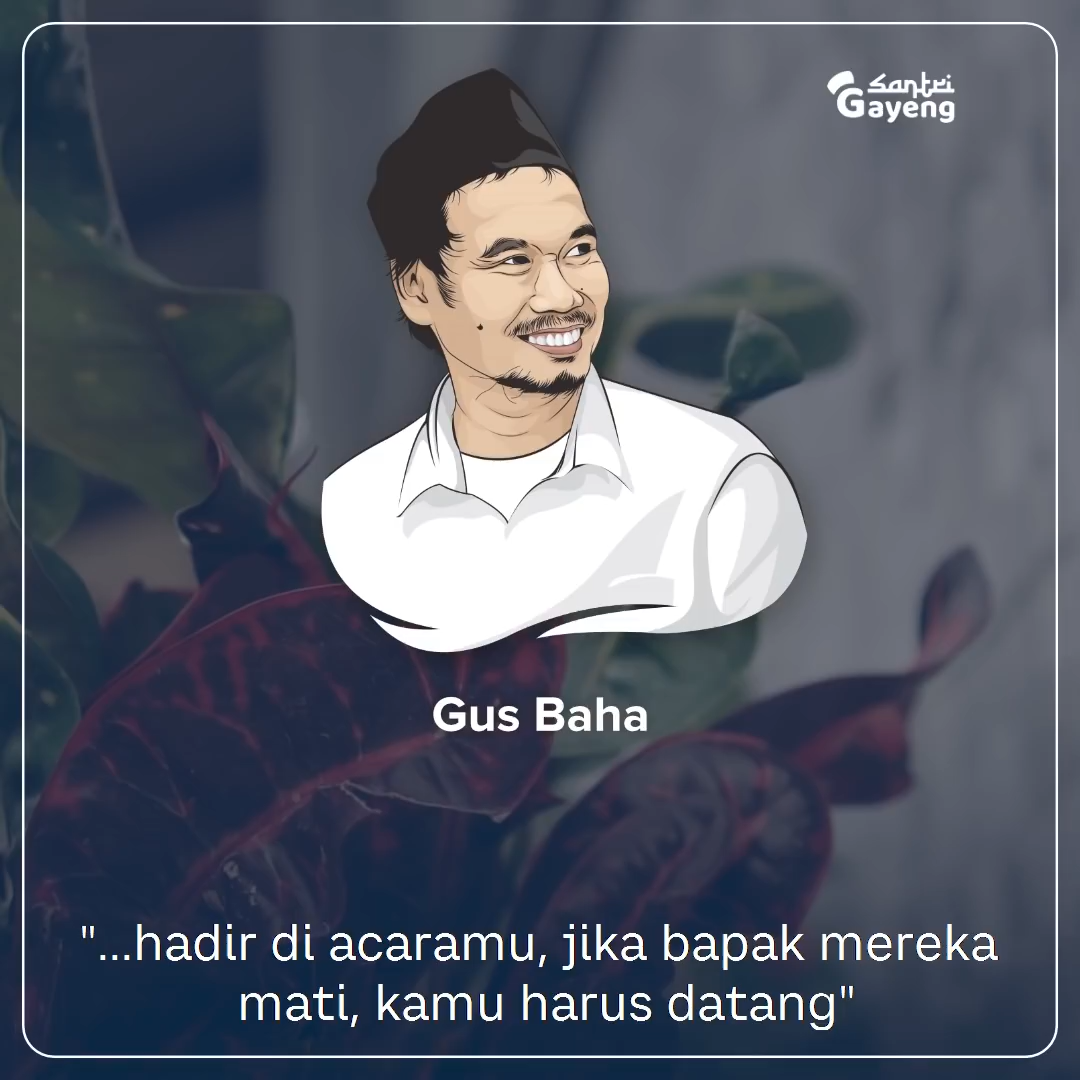 Santri
Gayeng
Gus Baha
"...hadir di acaramu, jika bapak mereka
mati, kamu harus datang"